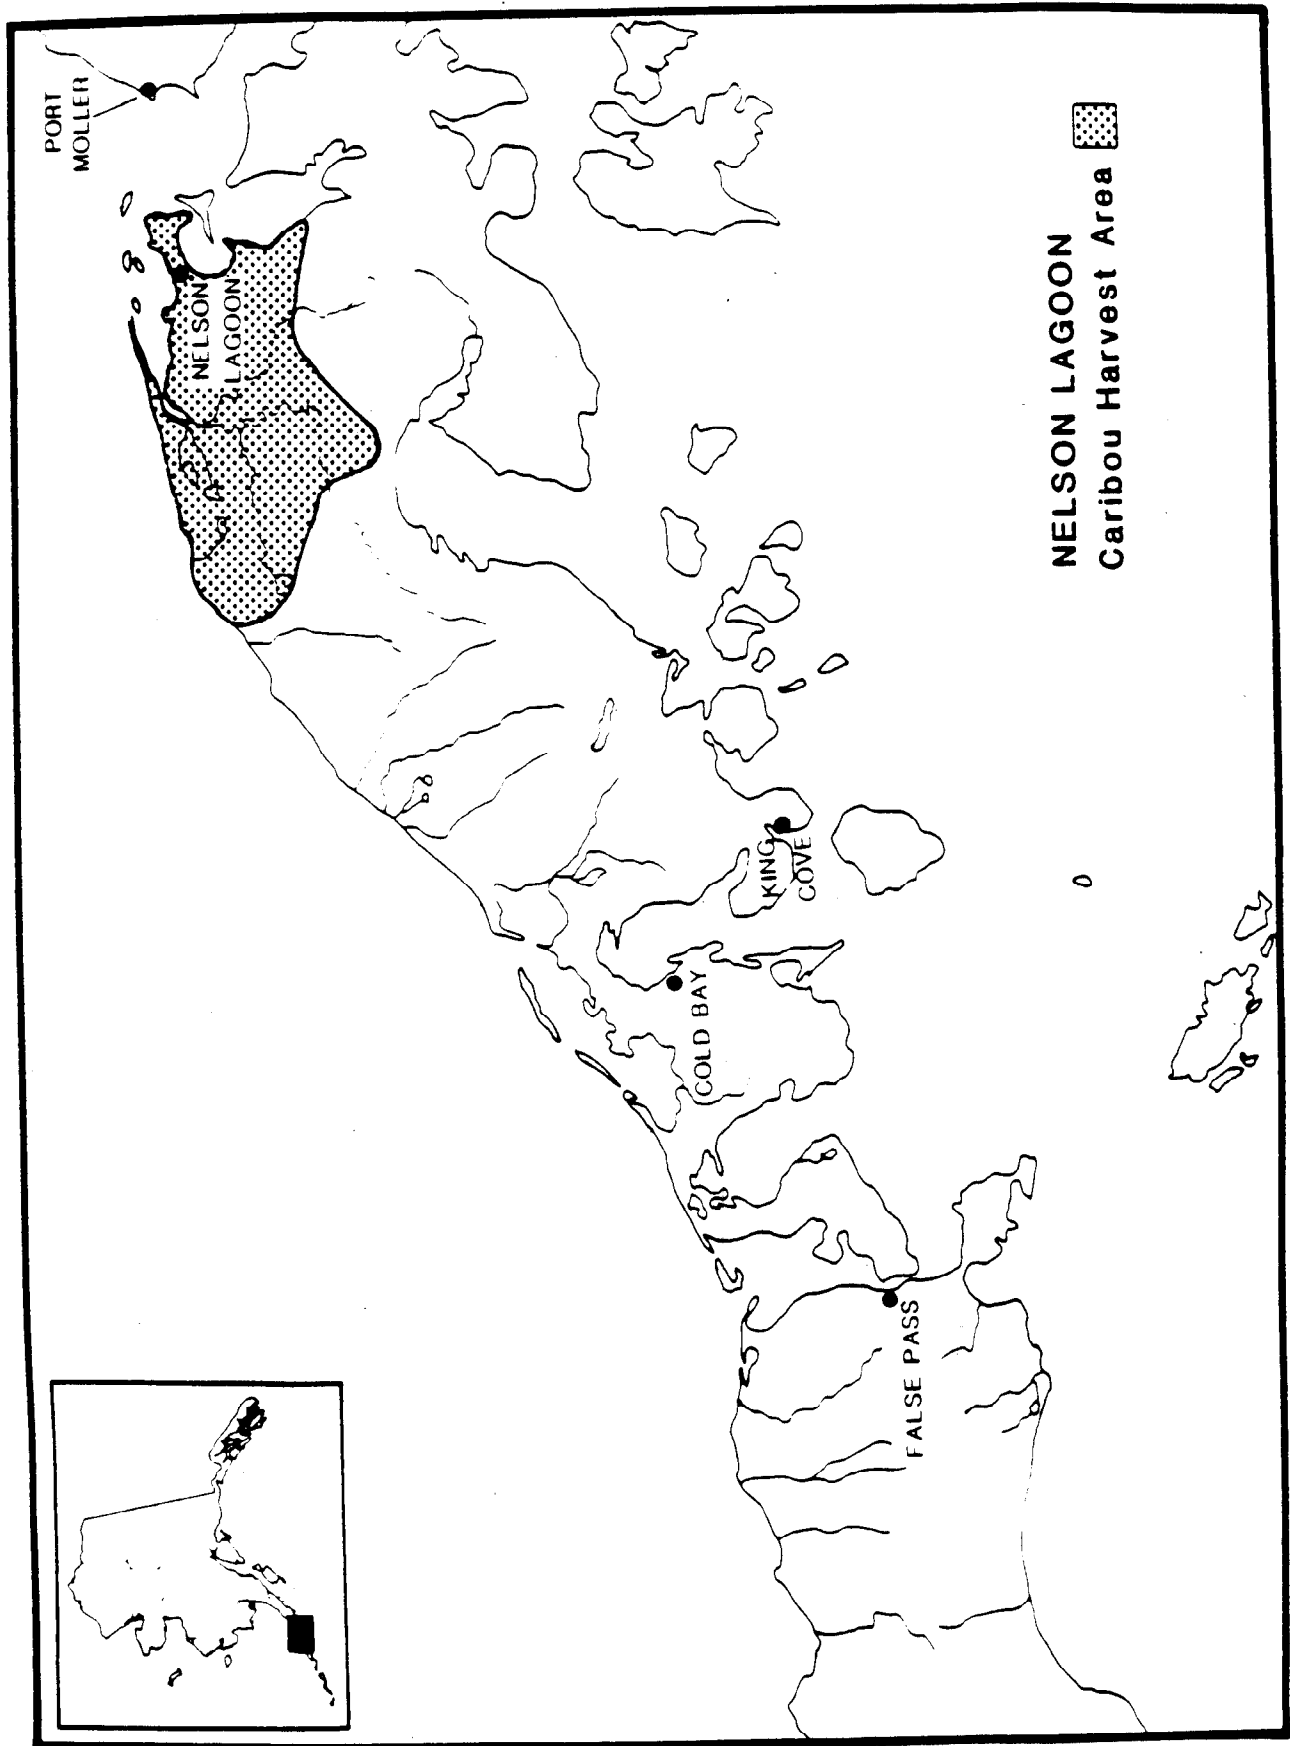 PORT
MOLLER
NELSON
LAGOON
KING
COVE
COLD BAY
FALSE PASS
NELSON LAGOON
Caribou Harvest Area